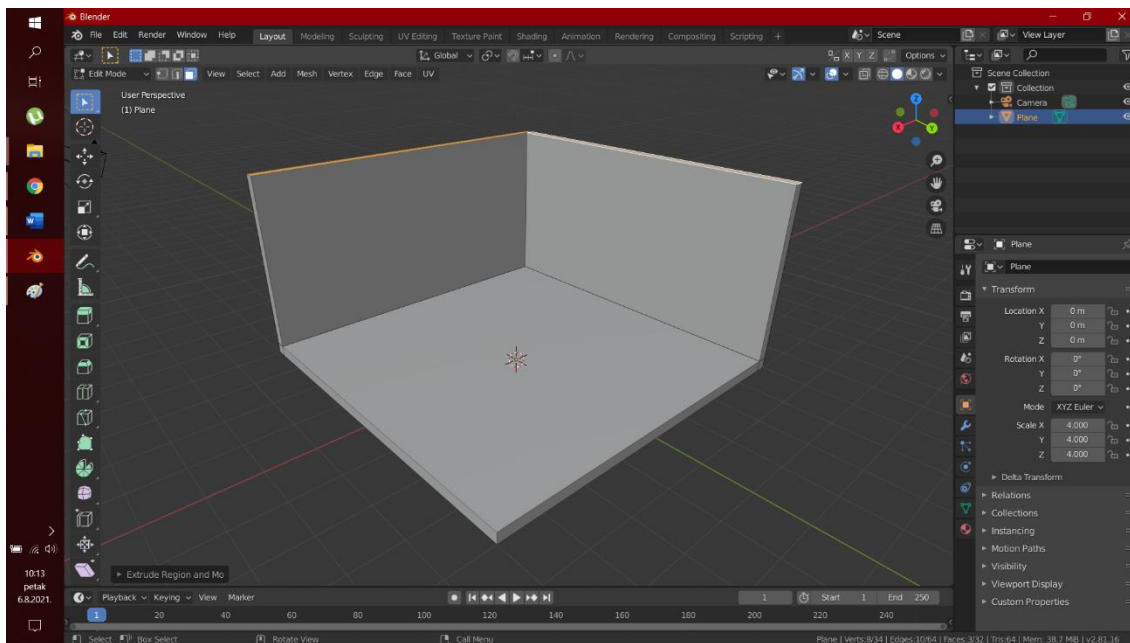 Blender
File Edit Render Window Help Layout Modeling Sculpting UV Editing Texture Paint Shading Animation Rendering Compositing Scripting + Scene View Layer
Global X Y Z Options
Edit Mode View Select Add Mesh Vertex Edge Face UV
User Perspective
(1) Plane
Z
X
Y
Scene Collection
Collection
Camera
Plane
Plane
Plane
Transform
Location X 0 m
Y 0 m
Z 0 m
Rotation X 0°
Y 0°
Z 0°
Mode XYZ Euler
Scale X 4.000
Y 4.000
Z 4.000
Delta Transform
Relations
Collections
Instancing
Motion Paths
Visibility
Viewport Display
Custom Properties
Extrude Region and Mo
Playback Keying View Marker 1 Start 1 End 250
1 20 40 60 80 100 120 140 160 180 200 220 240
Select Box Select Rotate View Call Menu Plane | Verts:8/34 | Edges:10/64 | Faces:3/32 | Tris:64 | Mem: 38.7 MiB | v2.81.16
10:13
petak
6.8.2021.